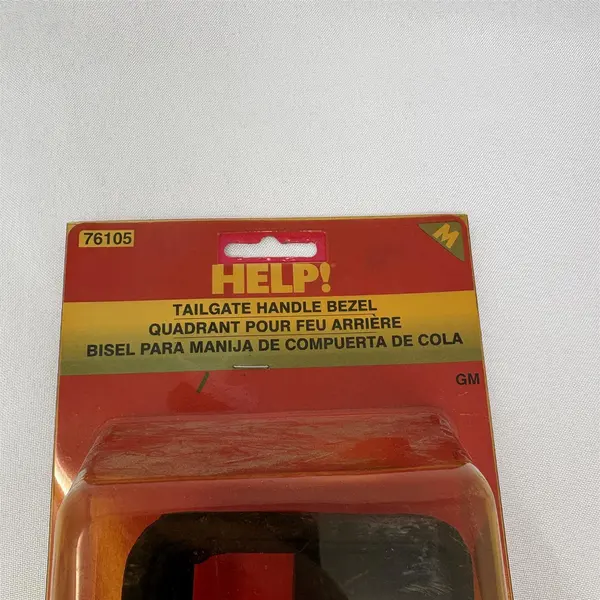 76105
M
HELP!
TAILGATE HANDLE BEZEL
QUADRANT POUR FEU ARRIÈRE
BISEL PARA MANIJA DE COMPUERTA DE COLA
GM